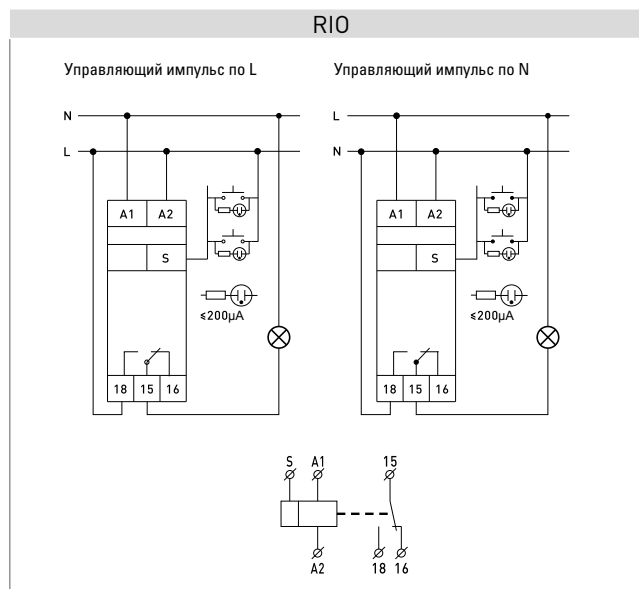 RIO
Управляющий импульс по L
Управляющий импульс по N
N
L
A1 A2
S
≤200µA
18 15 16
L
N
A1 A2
S
≤200µA
18 15 16
S A1 15
A2 18 16